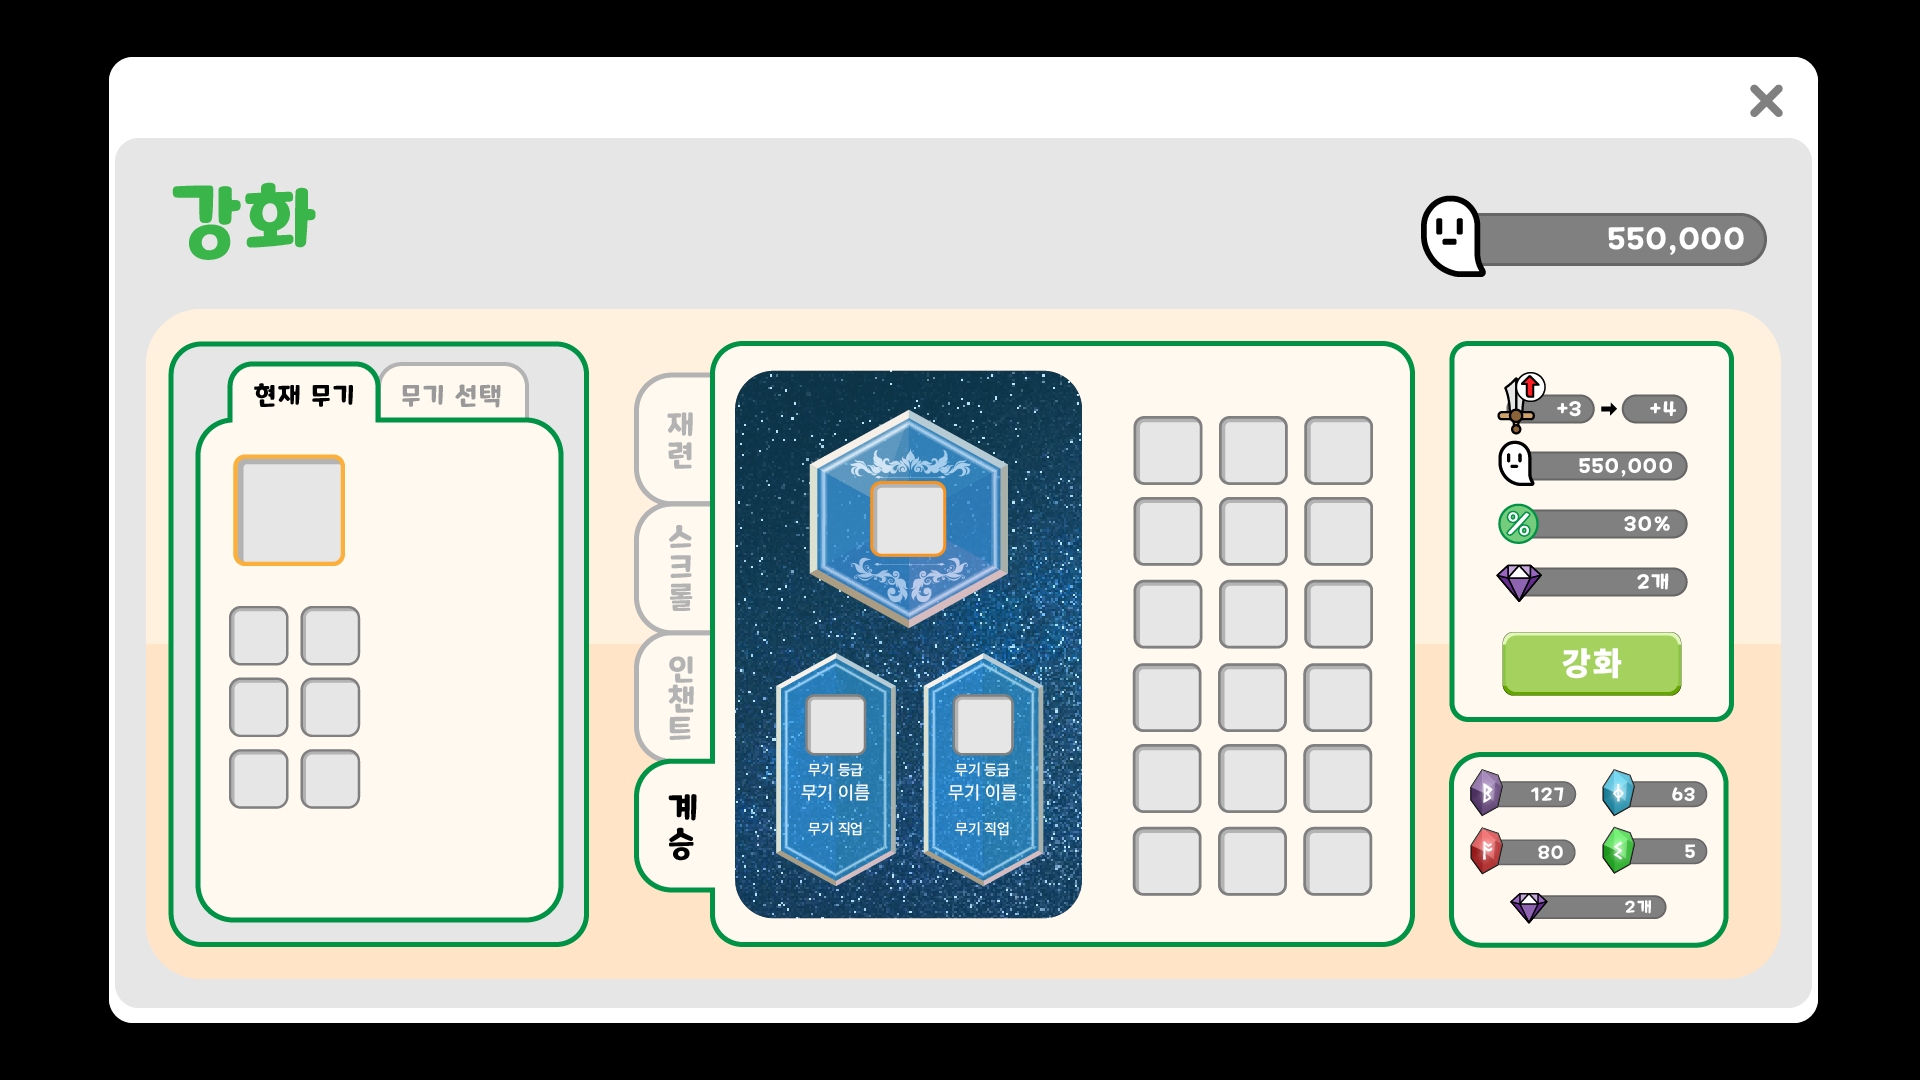 강화
550,000
현재 무기
무기 선택
재련
스크롤
인챈트
계승
무기 등급
무기 이름
무기 직업
무기 등급
무기 이름
무기 직업
+3
+4
550,000
%
30%
2개
강화
127
63
80
5
2개